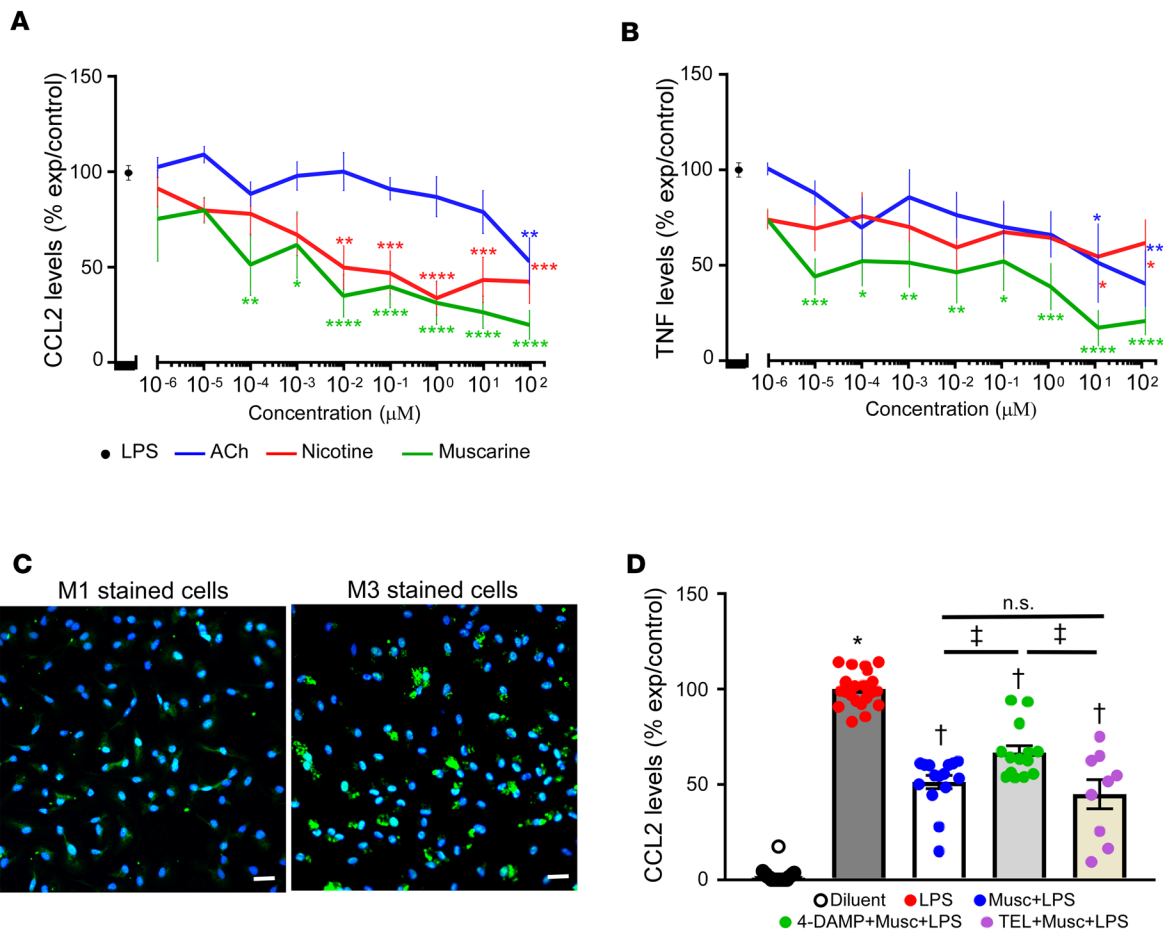 A
CCL2 levels (% exp/control)
150
100
50
0
** *** **** *** ** ***
** * **** **** **** **** ****
10-6 10-5 10-4 10-3 10-2 10-1 100 101 102
Concentration (μM)
LPS ACh Nicotine Muscarine
B
TNF levels (% exp/control)
150
100
50
0
* ** * *
*** * ** ** * *** **** ****
10-6 10-5 10-4 10-3 10-2 10-1 100 101 102
Concentration (μM)
C
M1 stained cells M3 stained cells
D
CCL2 levels (% exp/control)
150
100
50
0
n.s.
‡ ‡
* † † †
Diluent LPS Musc+LPS
4-DAMP+Musc+LPS TEL+Musc+LPS